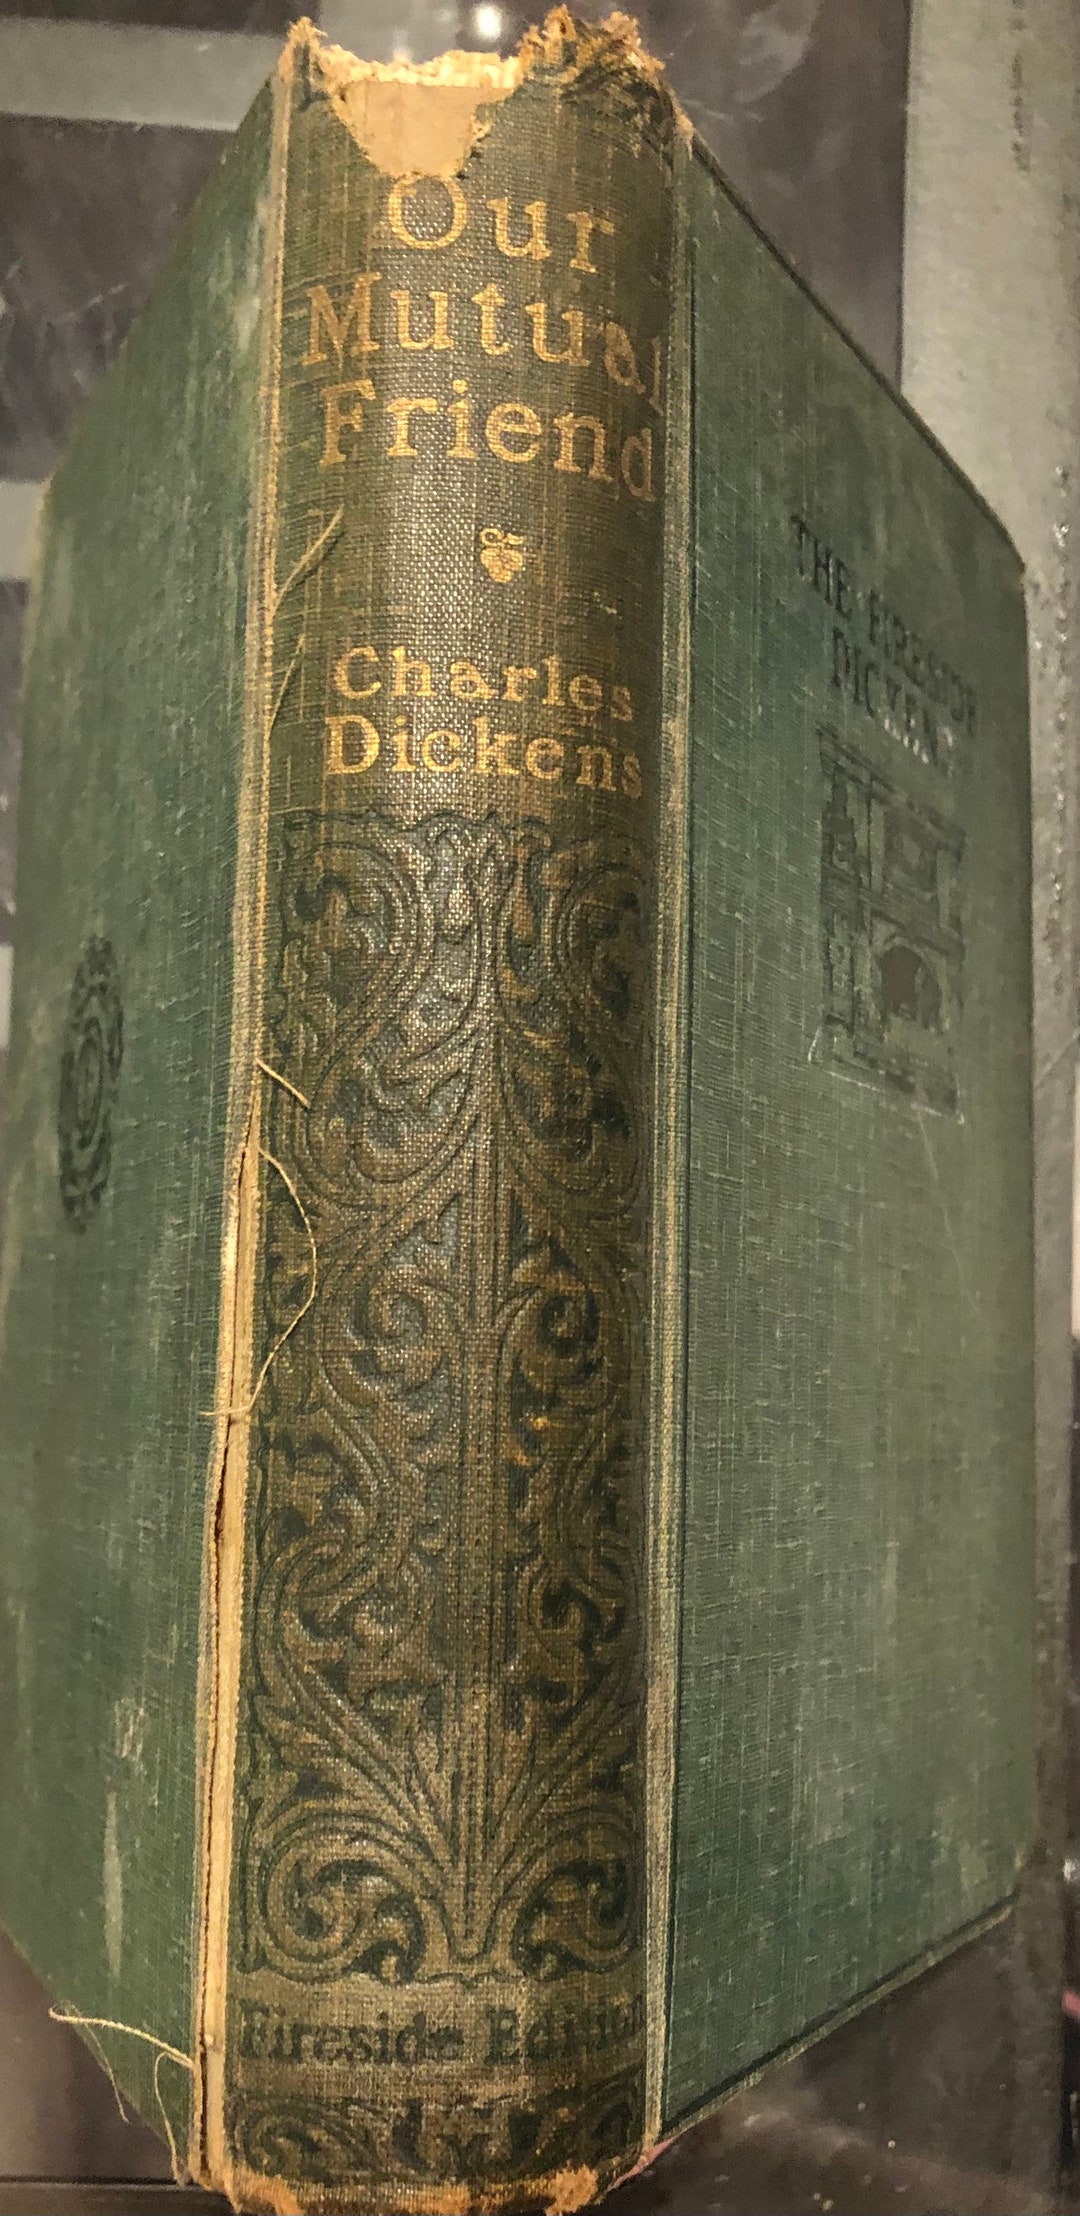 Our
Mutual
Friend
Charles
Dickens
Fireside Edition
THE FIRESIDE
DICKENS